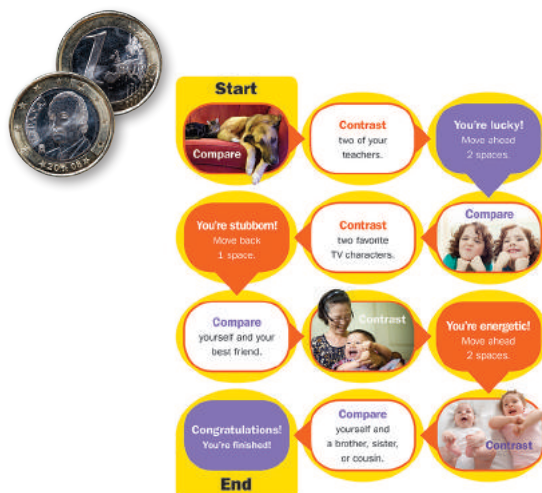 1
ESPAÑA
Start
Compare
Contrast
two of your
teachers.
You're lucky!
Move ahead
2 spaces.
Compare
Contrast
two favorite
TV characters.
You're stubborn!
Move back
1 space.
Compare
yourself and your
best friend.
Contrast
You're energetic!
Move ahead
2 spaces.
Contrast
Compare
yourself and
a brother, sister,
or cousin.
Congratulations!
You're finished!
End